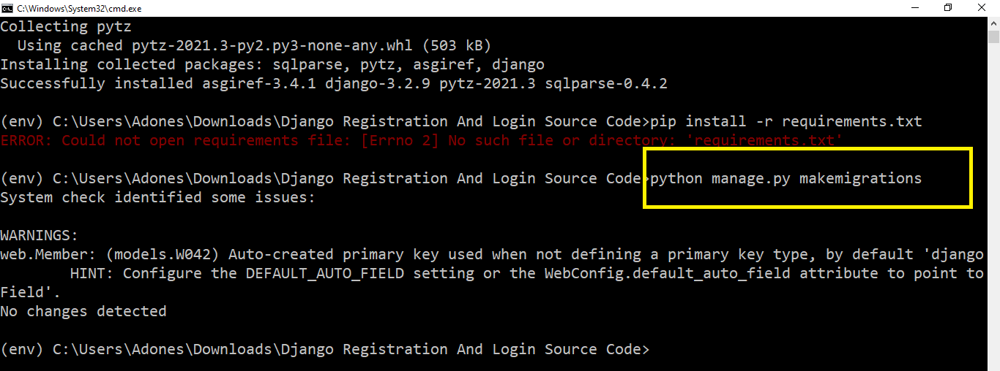 C:\Windows\System32\cmd.exe
Collecting pytz
  Using cached pytz-2021.3-py2.py3-none-any.whl (503 kB)
Installing collected packages: sqlparse, pytz, asgiref, django
Successfully installed asgiref-3.4.1 django-3.2.9 pytz-2021.3 sqlparse-0.4.2
(env) C:\Users\Adones\Downloads\Django Registration And Login Source Code>pip install -r requirements.txt
ERROR: Could not open requirements file: [Errno 2] No such file or directory: 'requirements.txt'
(env) C:\Users\Adones\Downloads\Django Registration And Login Source Code>python manage.py makemigrations
System check identified some issues:
WARNINGS:
web.Member: (models.W042) Auto-created primary key used when not defining a primary key type, by default 'django
        HINT: Configure the DEFAULT_AUTO_FIELD setting or the WebConfig.default_auto_field attribute to point to
Field'.
No changes detected
(env) C:\Users\Adones\Downloads\Django Registration And Login Source Code>